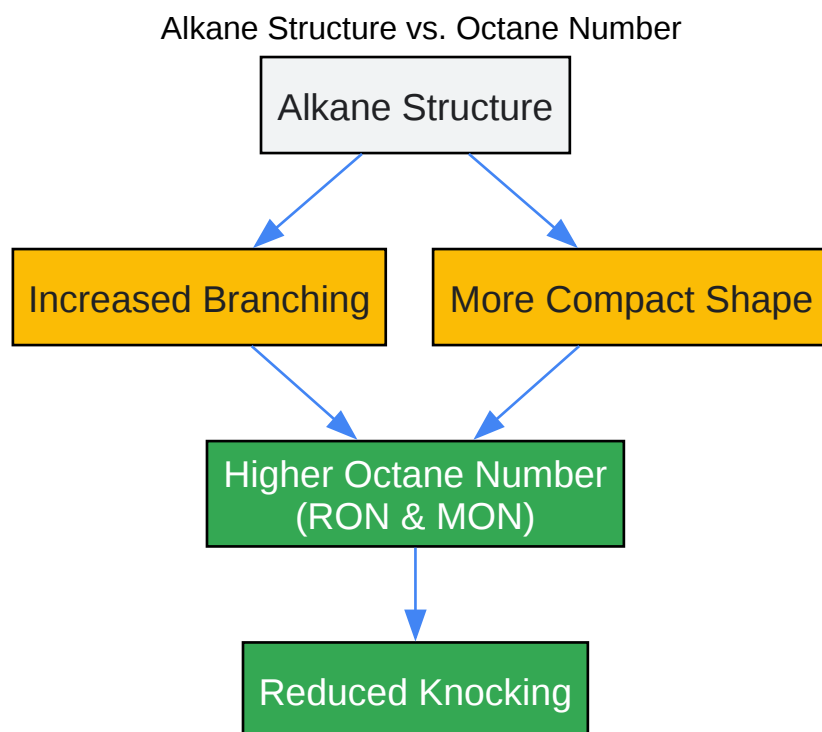 Alkane Structure vs. Octane Number
Alkane Structure
Increased Branching
More Compact Shape
Higher Octane Number
(RON & MON)
Reduced Knocking